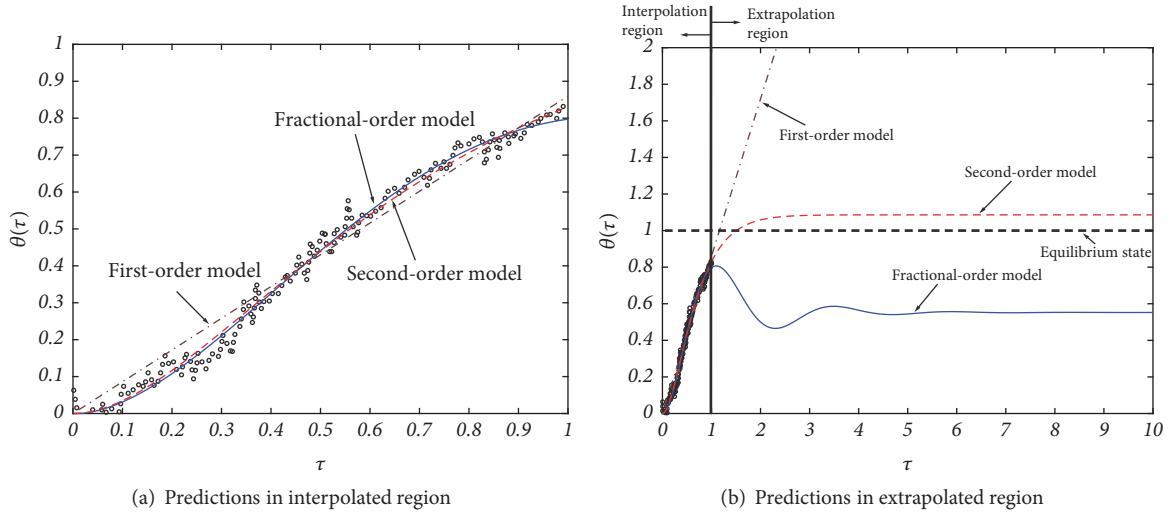 1
0.9
0.8
0.7
0.6
0.5
0.4
0.3
0.2
0.1
0
θ(τ)
Fractional-order model
First-order model
Second-order model
0 0.1 0.2 0.3 0.4 0.5 0.6 0.7 0.8 0.9 1
τ
(a) Predictions in interpolated region
Interpolation
region
Extrapolation
region
2
1.8
1.6
1.4
1.2
1
0.8
0.6
0.4
0.2
0
θ(τ)
First-order model
Second-order model
Equilibrium state
Fractional-order model
0 1 2 3 4 5 6 7 8 9 10
τ
(b) Predictions in extrapolated region